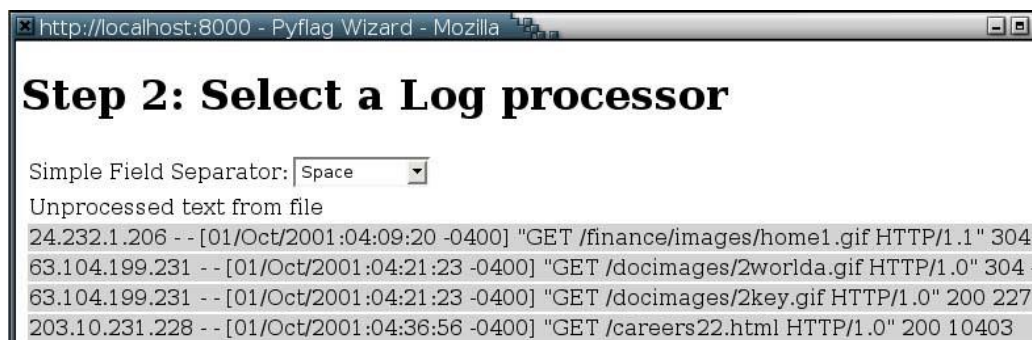 http://localhost:8000 - Pyflag Wizard - Mozilla
Step 2: Select a Log processor
Simple Field Separator: Space
Unprocessed text from file
24.232.1.206 - - [01/Oct/2001:04:09:20 -0400] "GET /finance/images/home1.gif HTTP/1.1" 304
63.104.199.231 - - [01/Oct/2001:04:21:23 -0400] "GET /docimages/2worlda.gif HTTP/1.0" 304
63.104.199.231 - - [01/Oct/2001:04:21:23 -0400] "GET /docimages/2key.gif HTTP/1.0" 200 227
203.10.231.228 - - [01/Oct/2001:04:36:56 -0400] "GET /careers22.html HTTP/1.0" 200 10403